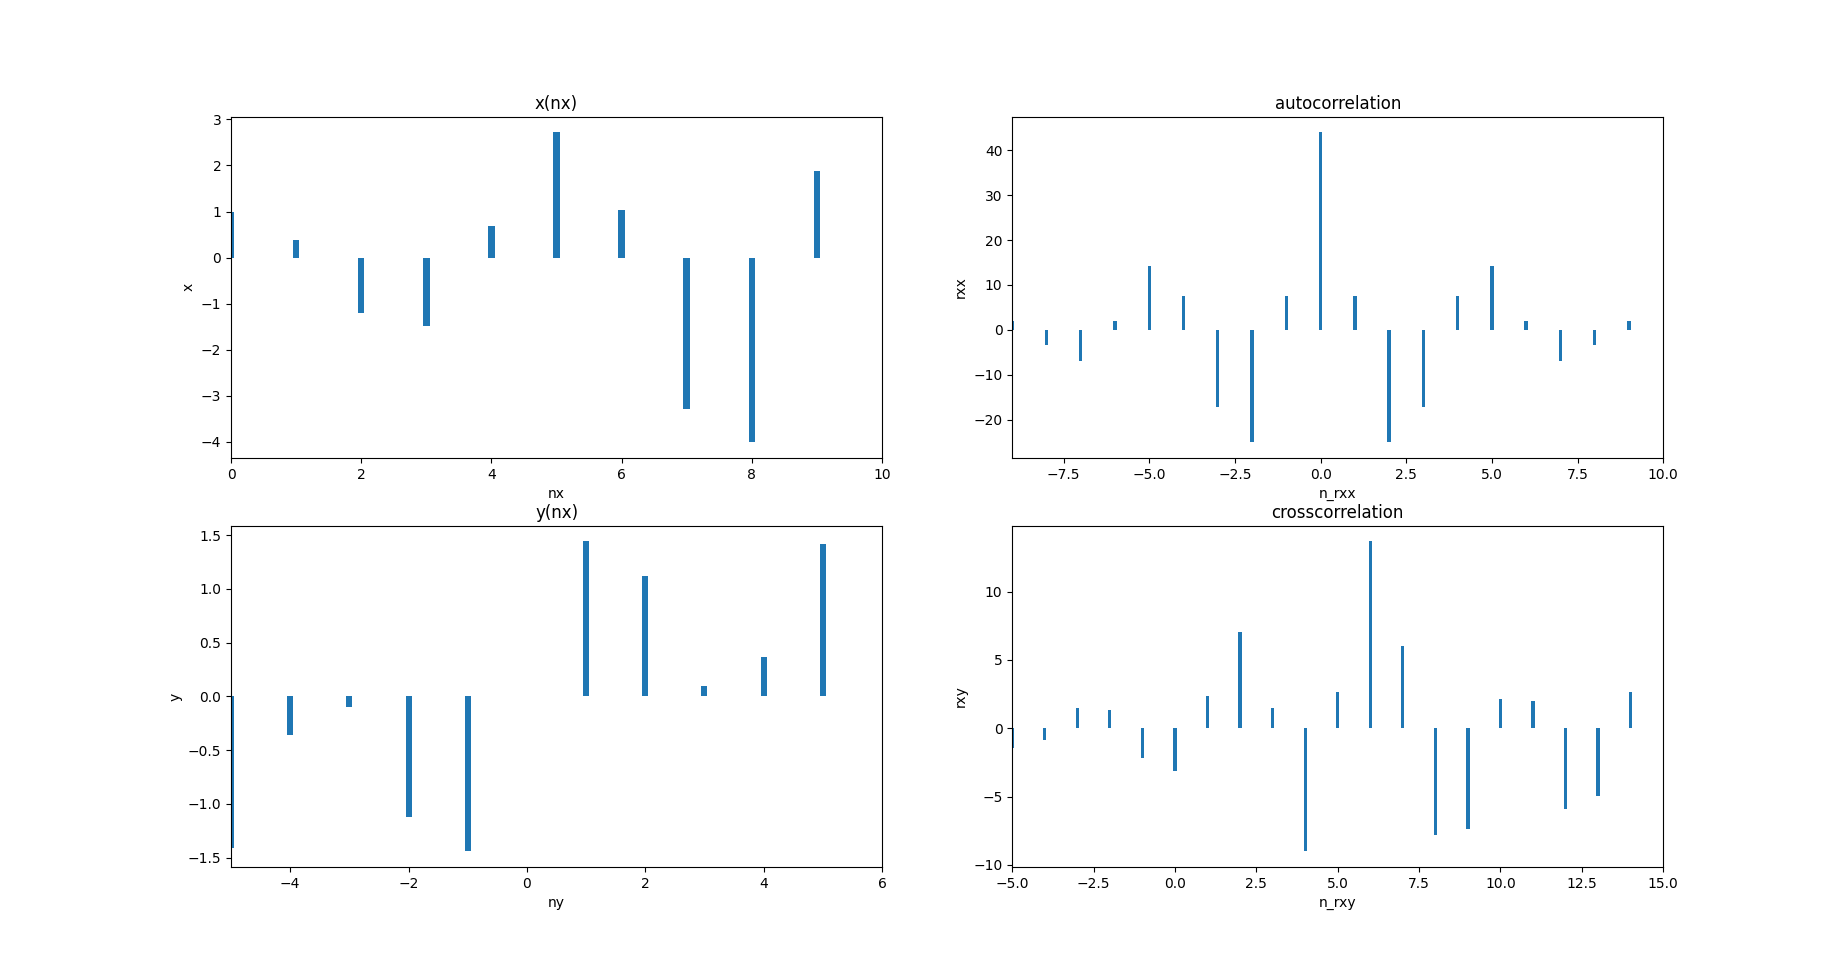 x(nx)
3
2
1
0
−1
−2
−3
−4
x
0 2 4 6 8 10
nx
autocorrelation
40
30
20
10
0
−10
−20
rxx
−7.5 −5.0 −2.5 0.0 2.5 5.0 7.5 10.0
n_rxx
y(nx)
1.5
1.0
0.5
0.0
−0.5
−1.0
−1.5
y
−4 −2 0 2 4 6
ny
crosscorrelation
10
5
0
−5
−10
rxy
−5.0 −2.5 0.0 2.5 5.0 7.5 10.0 12.5 15.0
n_rxy